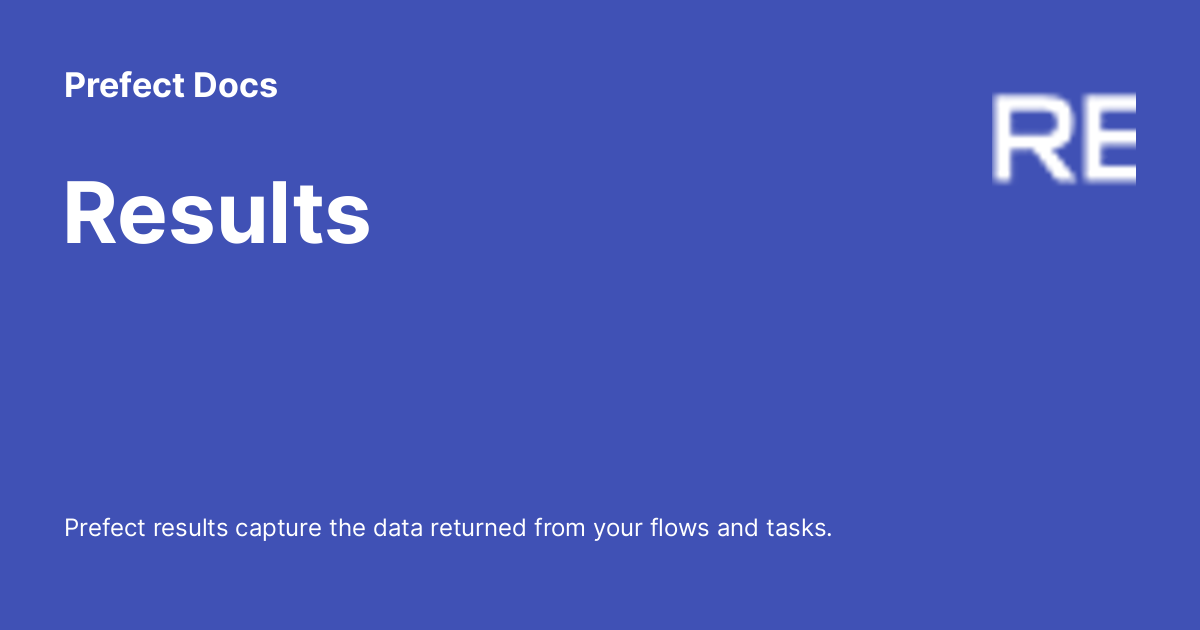 Prefect Docs
RE
Results
Prefect results capture the data returned from your flows and tasks.